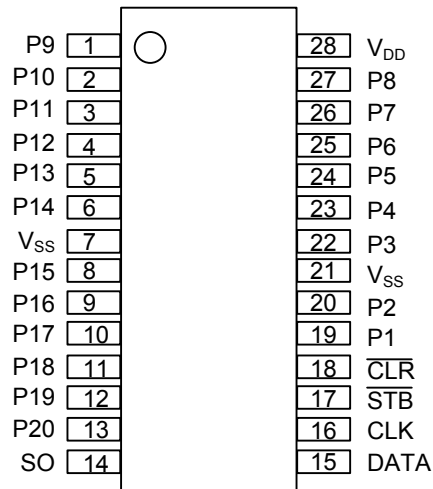 P9 1 28 VDD
P10 2 27 P8
P11 3 26 P7
P12 4 25 P6
P13 5 24 P5
P14 6 23 P4
VSS 7 22 P3
P15 8 21 VSS
P16 9 20 P2
P17 10 19 P1
P18 11 18 C̅L̅R̅
P19 12 17 S̅T̅B̅
P20 13 16 CLK
SO 14 15 DATA